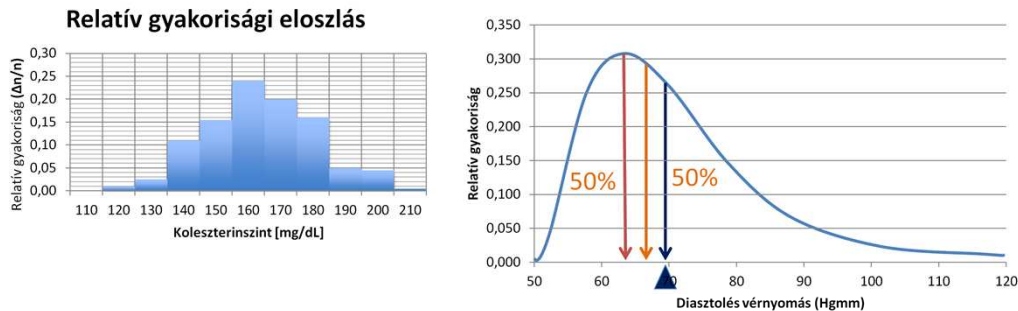 Relatív gyakorisági eloszlás
Relatív gyakoriság (Δn/n)
0,30
0,25
0,20
0,15
0,10
0,05
0,00
110 120 130 140 150 160 170 180 190 200 210
Koleszterinszint [mg/dL]
Relatív gyakoriság
0,350
0,300
0,250
0,200
0,150
0,100
0,050
0,000
50% 50%
50 60 70 80 90 100 110 120
Diasztolés vérnyomás (Hgmm)